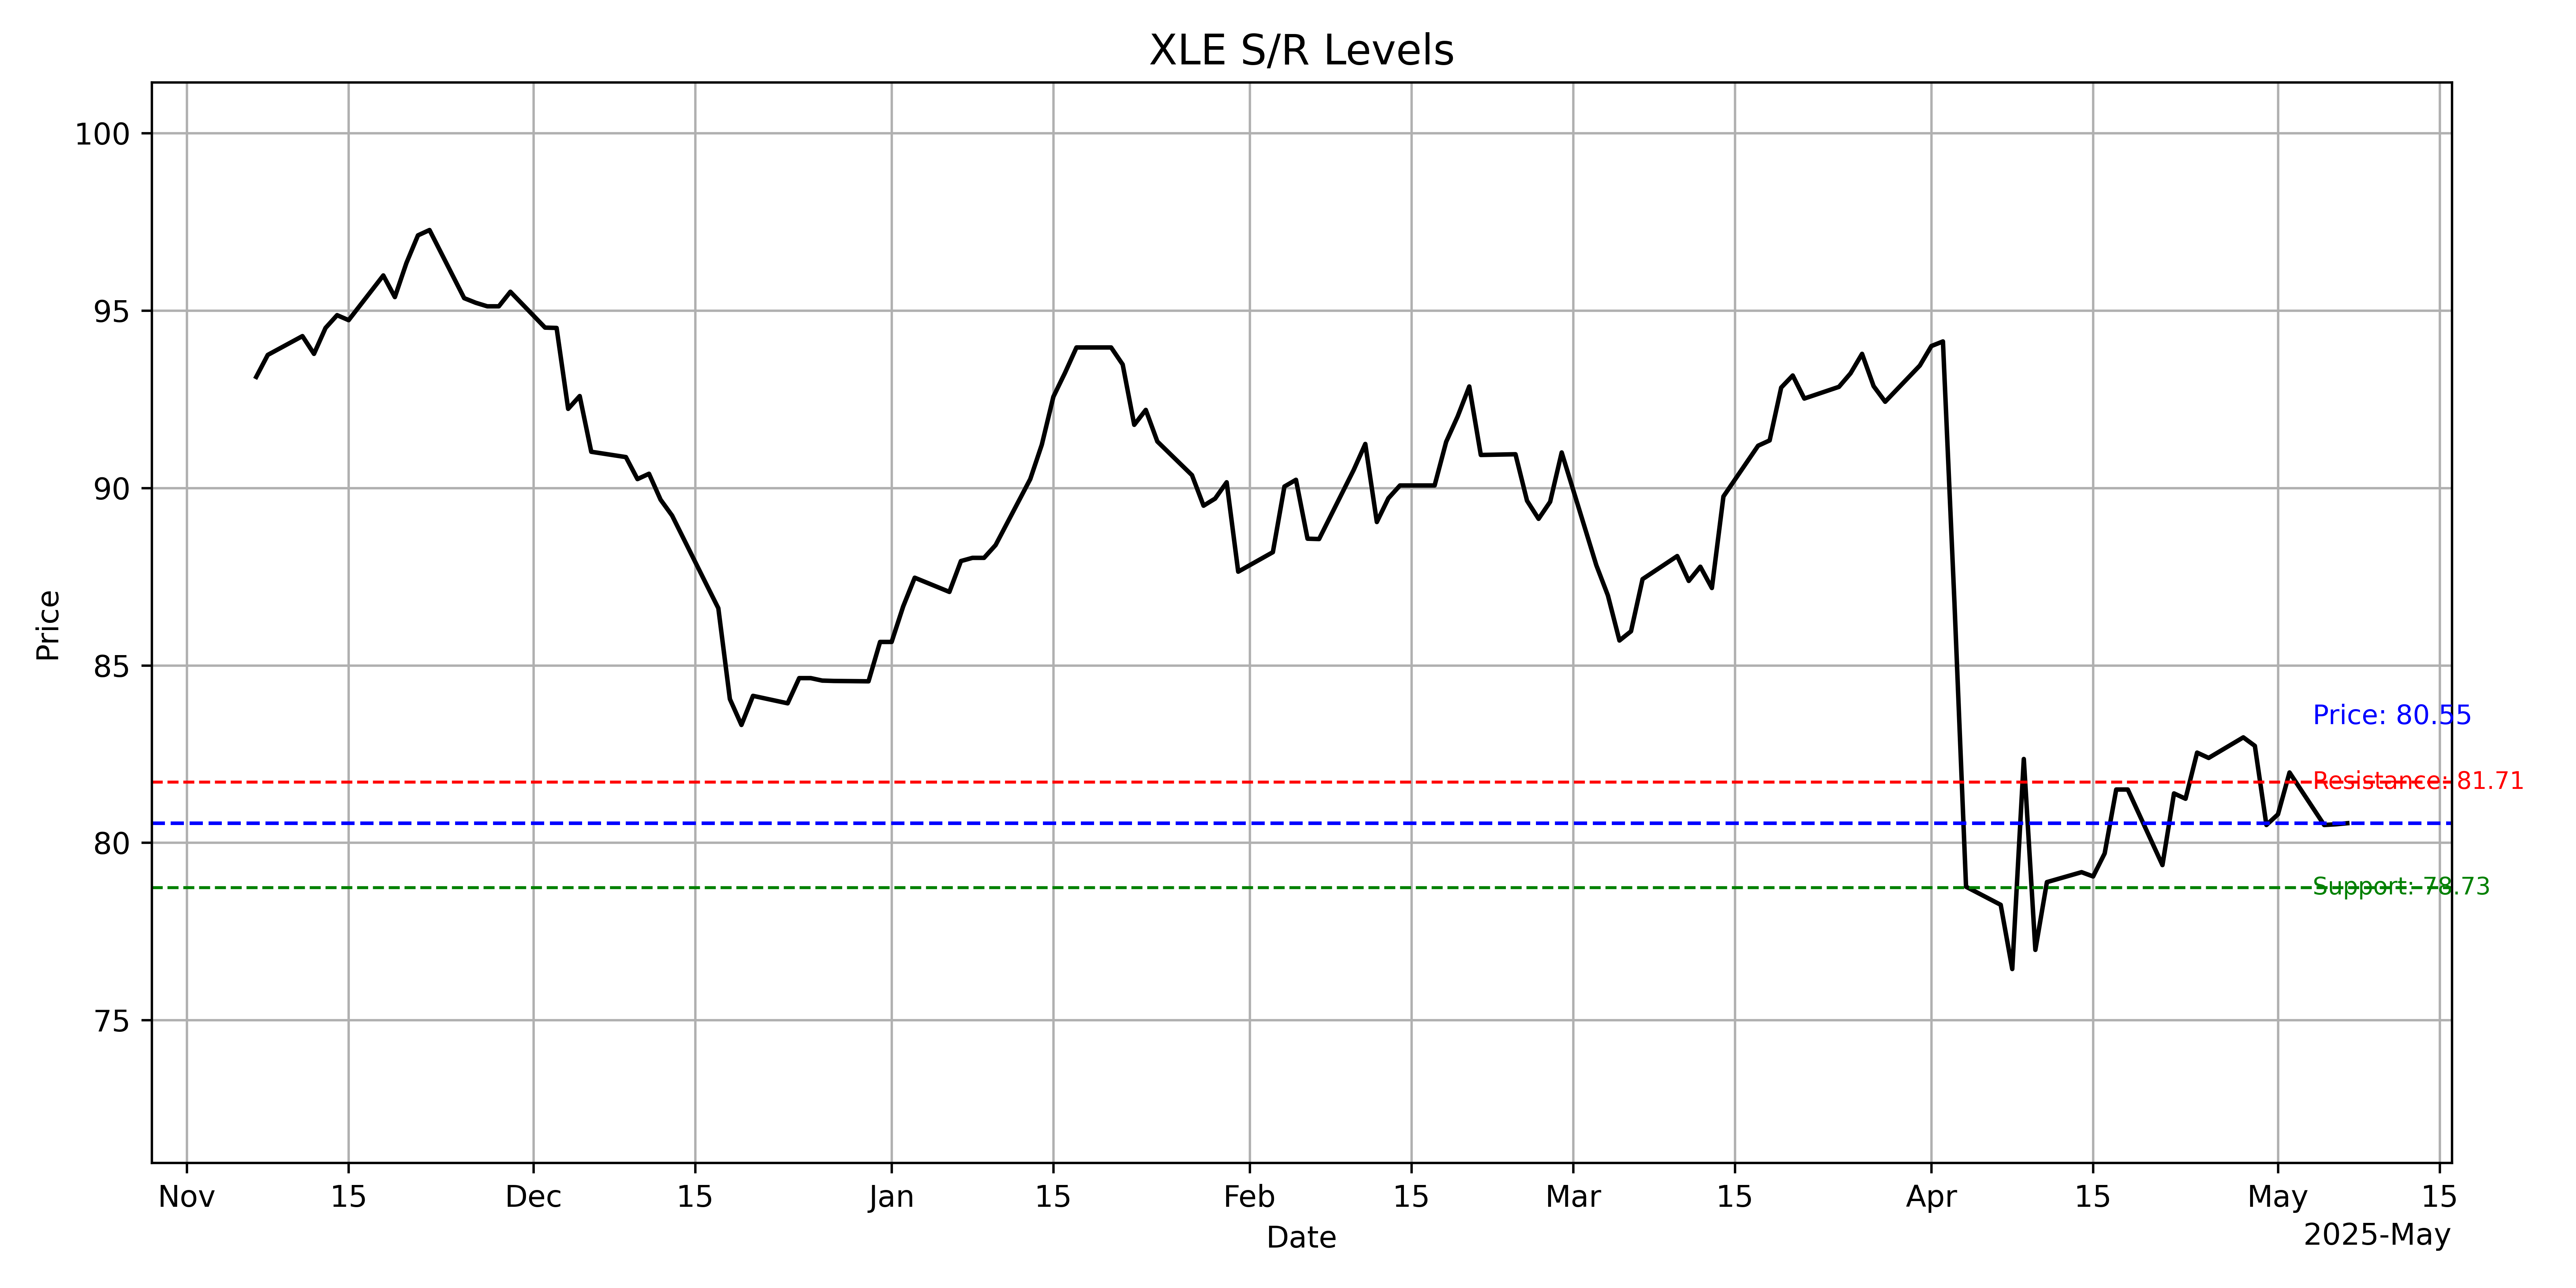 XLE S/R Levels
100
95
90
85
80
75
Price
Price: 80.55
Resistance: 81.71
Support: 78.73
Nov 15 Dec 15 Jan 15 Feb 15 Mar 15 Apr 15 May 15
Date
2025-May